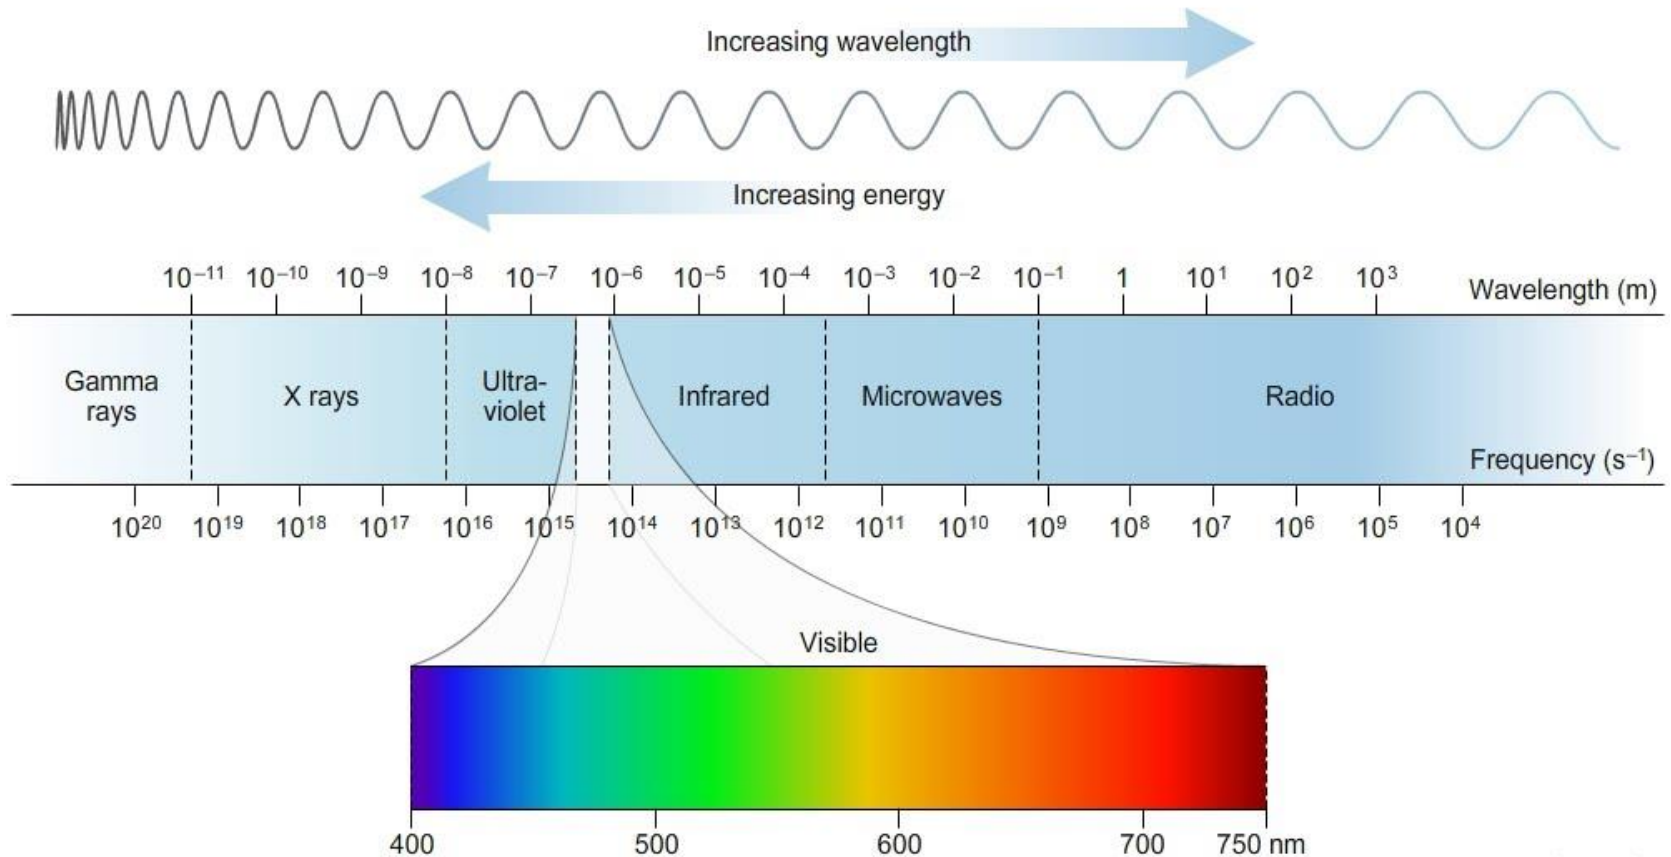 Increasing wavelength
Increasing energy
10⁻¹¹ 10⁻¹⁰ 10⁻⁹ 10⁻⁸ 10⁻⁷ 10⁻⁶ 10⁻⁵ 10⁻⁴ 10⁻³ 10⁻² 10⁻¹ 1 10¹ 10² 10³ Wavelength (m)
Gamma rays X rays Ultra-violet Infrared Microwaves Radio
Frequency (s⁻¹)
10²⁰ 10¹⁹ 10¹⁸ 10¹⁷ 10¹⁶ 10¹⁵ 10¹⁴ 10¹³ 10¹² 10¹¹ 10¹⁰ 10⁹ 10⁸ 10⁷ 10⁶ 10⁵ 10⁴
Visible
400 500 600 700 750 nm